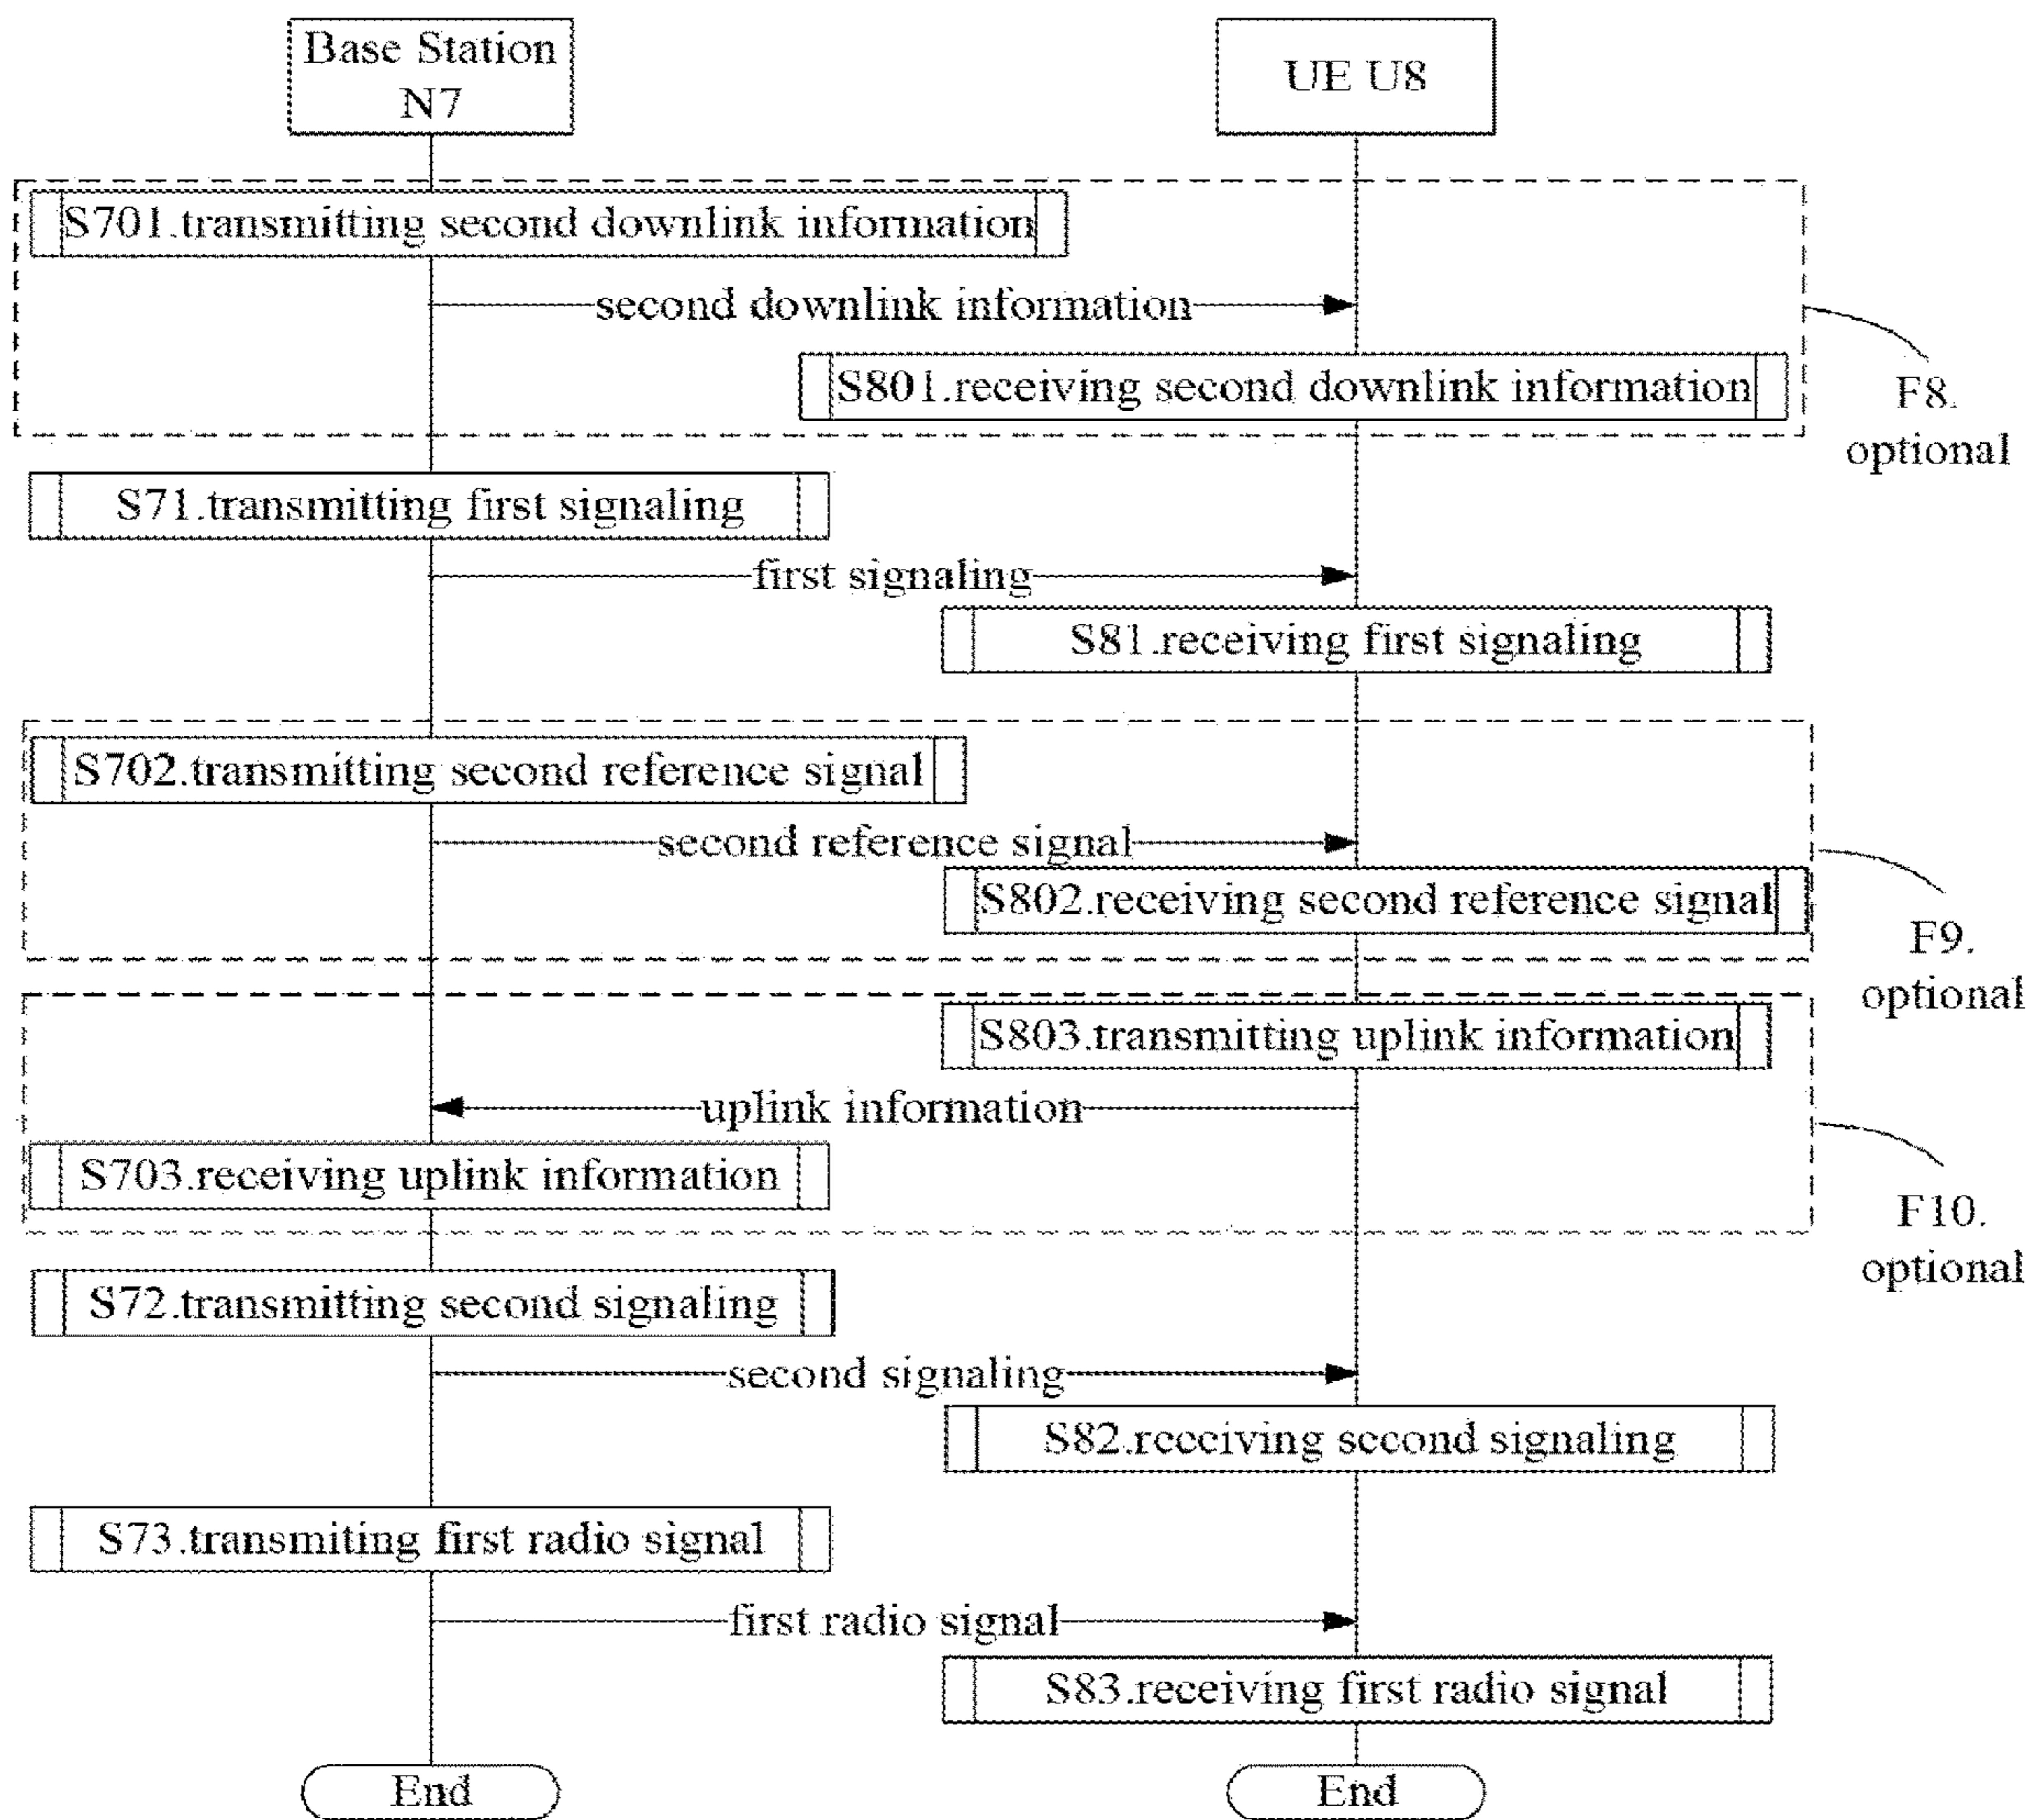 Base Station
N7
UE U8
S701.transmitting second downlink information
second downlink information
S801.receiving second downlink information
F8.
optional
S71.transmitting first signaling
first signaling
S81.receiving first signaling
S702.transmitting second reference signal
second reference signal
S802.receiving second reference signal
F9.
optional
S803.transmitting uplink information
uplink information
S703.receiving uplink information
F10.
optional
S72.transmitting second signaling
second signaling
S82.receiving second signaling
S73.transmiting first radio signal
first radio signal
S83.receiving first radio signal
End
End